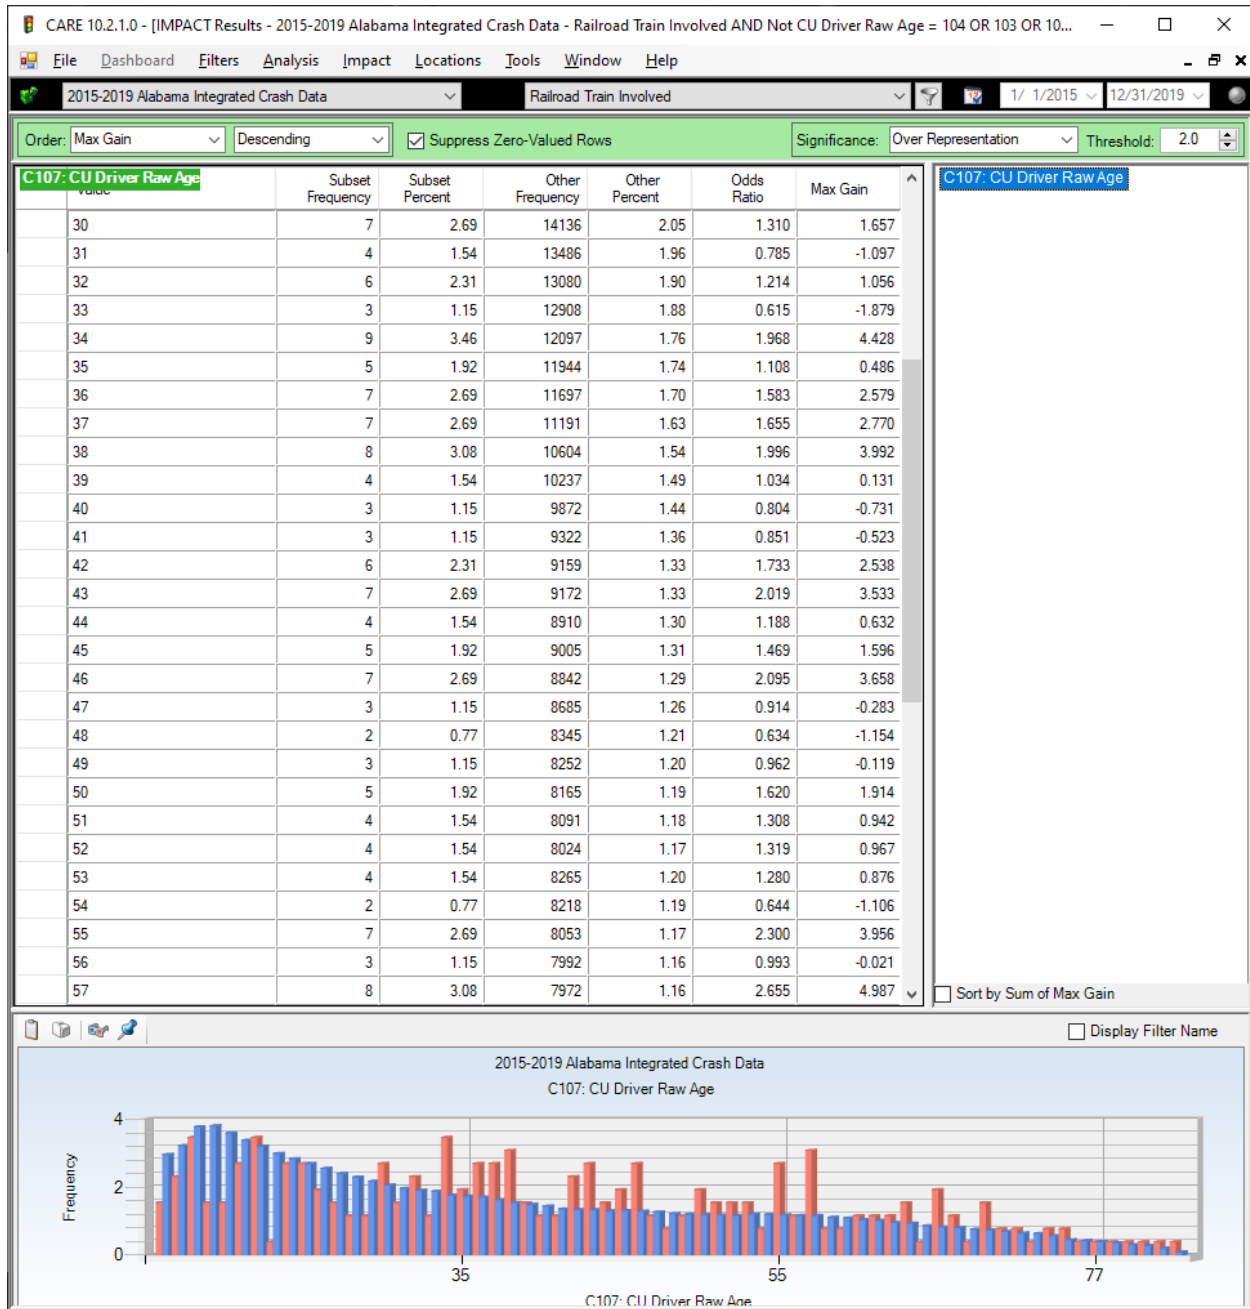 CARE 10.2.1.0 - [IMPACT Results - 2015-2019 Alabama Integrated Crash Data - Railroad Train Involved AND Not CU Driver Raw Age = 104 OR 103 OR 10...
File Dashboard Filters Analysis Impact Locations Tools Window Help
2015-2019 Alabama Integrated Crash Data Railroad Train Involved 1/ 1/2015 12/31/2019
Order: Max Gain Descending Suppress Zero-Valued Rows Significance: Over Representation Threshold: 2.0
C107: CU Driver Raw Age Subset Frequency Subset Percent Other Frequency Other Percent Odds Ratio Max Gain C107: CU Driver Raw Age
30 7 2.69 14136 2.05 1.310 1.657
31 4 1.54 13486 1.96 0.785 -1.097
32 6 2.31 13080 1.90 1.214 1.056
33 3 1.15 12908 1.88 0.615 -1.879
34 9 3.46 12097 1.76 1.968 4.428
35 5 1.92 11944 1.74 1.108 0.486
36 7 2.69 11697 1.70 1.583 2.579
37 7 2.69 11191 1.63 1.655 2.770
38 8 3.08 10604 1.54 1.996 3.992
39 4 1.54 10237 1.49 1.034 0.131
40 3 1.15 9872 1.44 0.804 -0.731
41 3 1.15 9322 1.36 0.851 -0.523
42 6 2.31 9159 1.33 1.733 2.538
43 7 2.69 9172 1.33 2.019 3.533
44 4 1.54 8910 1.30 1.188 0.632
45 5 1.92 9005 1.31 1.469 1.596
46 7 2.69 8842 1.29 2.095 3.658
47 3 1.15 8685 1.26 0.914 -0.283
48 2 0.77 8345 1.21 0.634 -1.154
49 3 1.15 8252 1.20 0.962 -0.119
50 5 1.92 8165 1.19 1.620 1.914
51 4 1.54 8091 1.18 1.308 0.942
52 4 1.54 8024 1.17 1.319 0.967
53 4 1.54 8265 1.20 1.280 0.876
54 2 0.77 8218 1.19 0.644 -1.106
55 7 2.69 8053 1.17 2.300 3.956
56 3 1.15 7992 1.16 0.993 -0.021
57 8 3.08 7972 1.16 2.655 4.987
Sort by Sum of Max Gain
Display Filter Name
2015-2019 Alabama Integrated Crash Data
C107: CU Driver Raw Age
Frequency
4
2
0
35 55 77
C107: CU Driver Raw Age